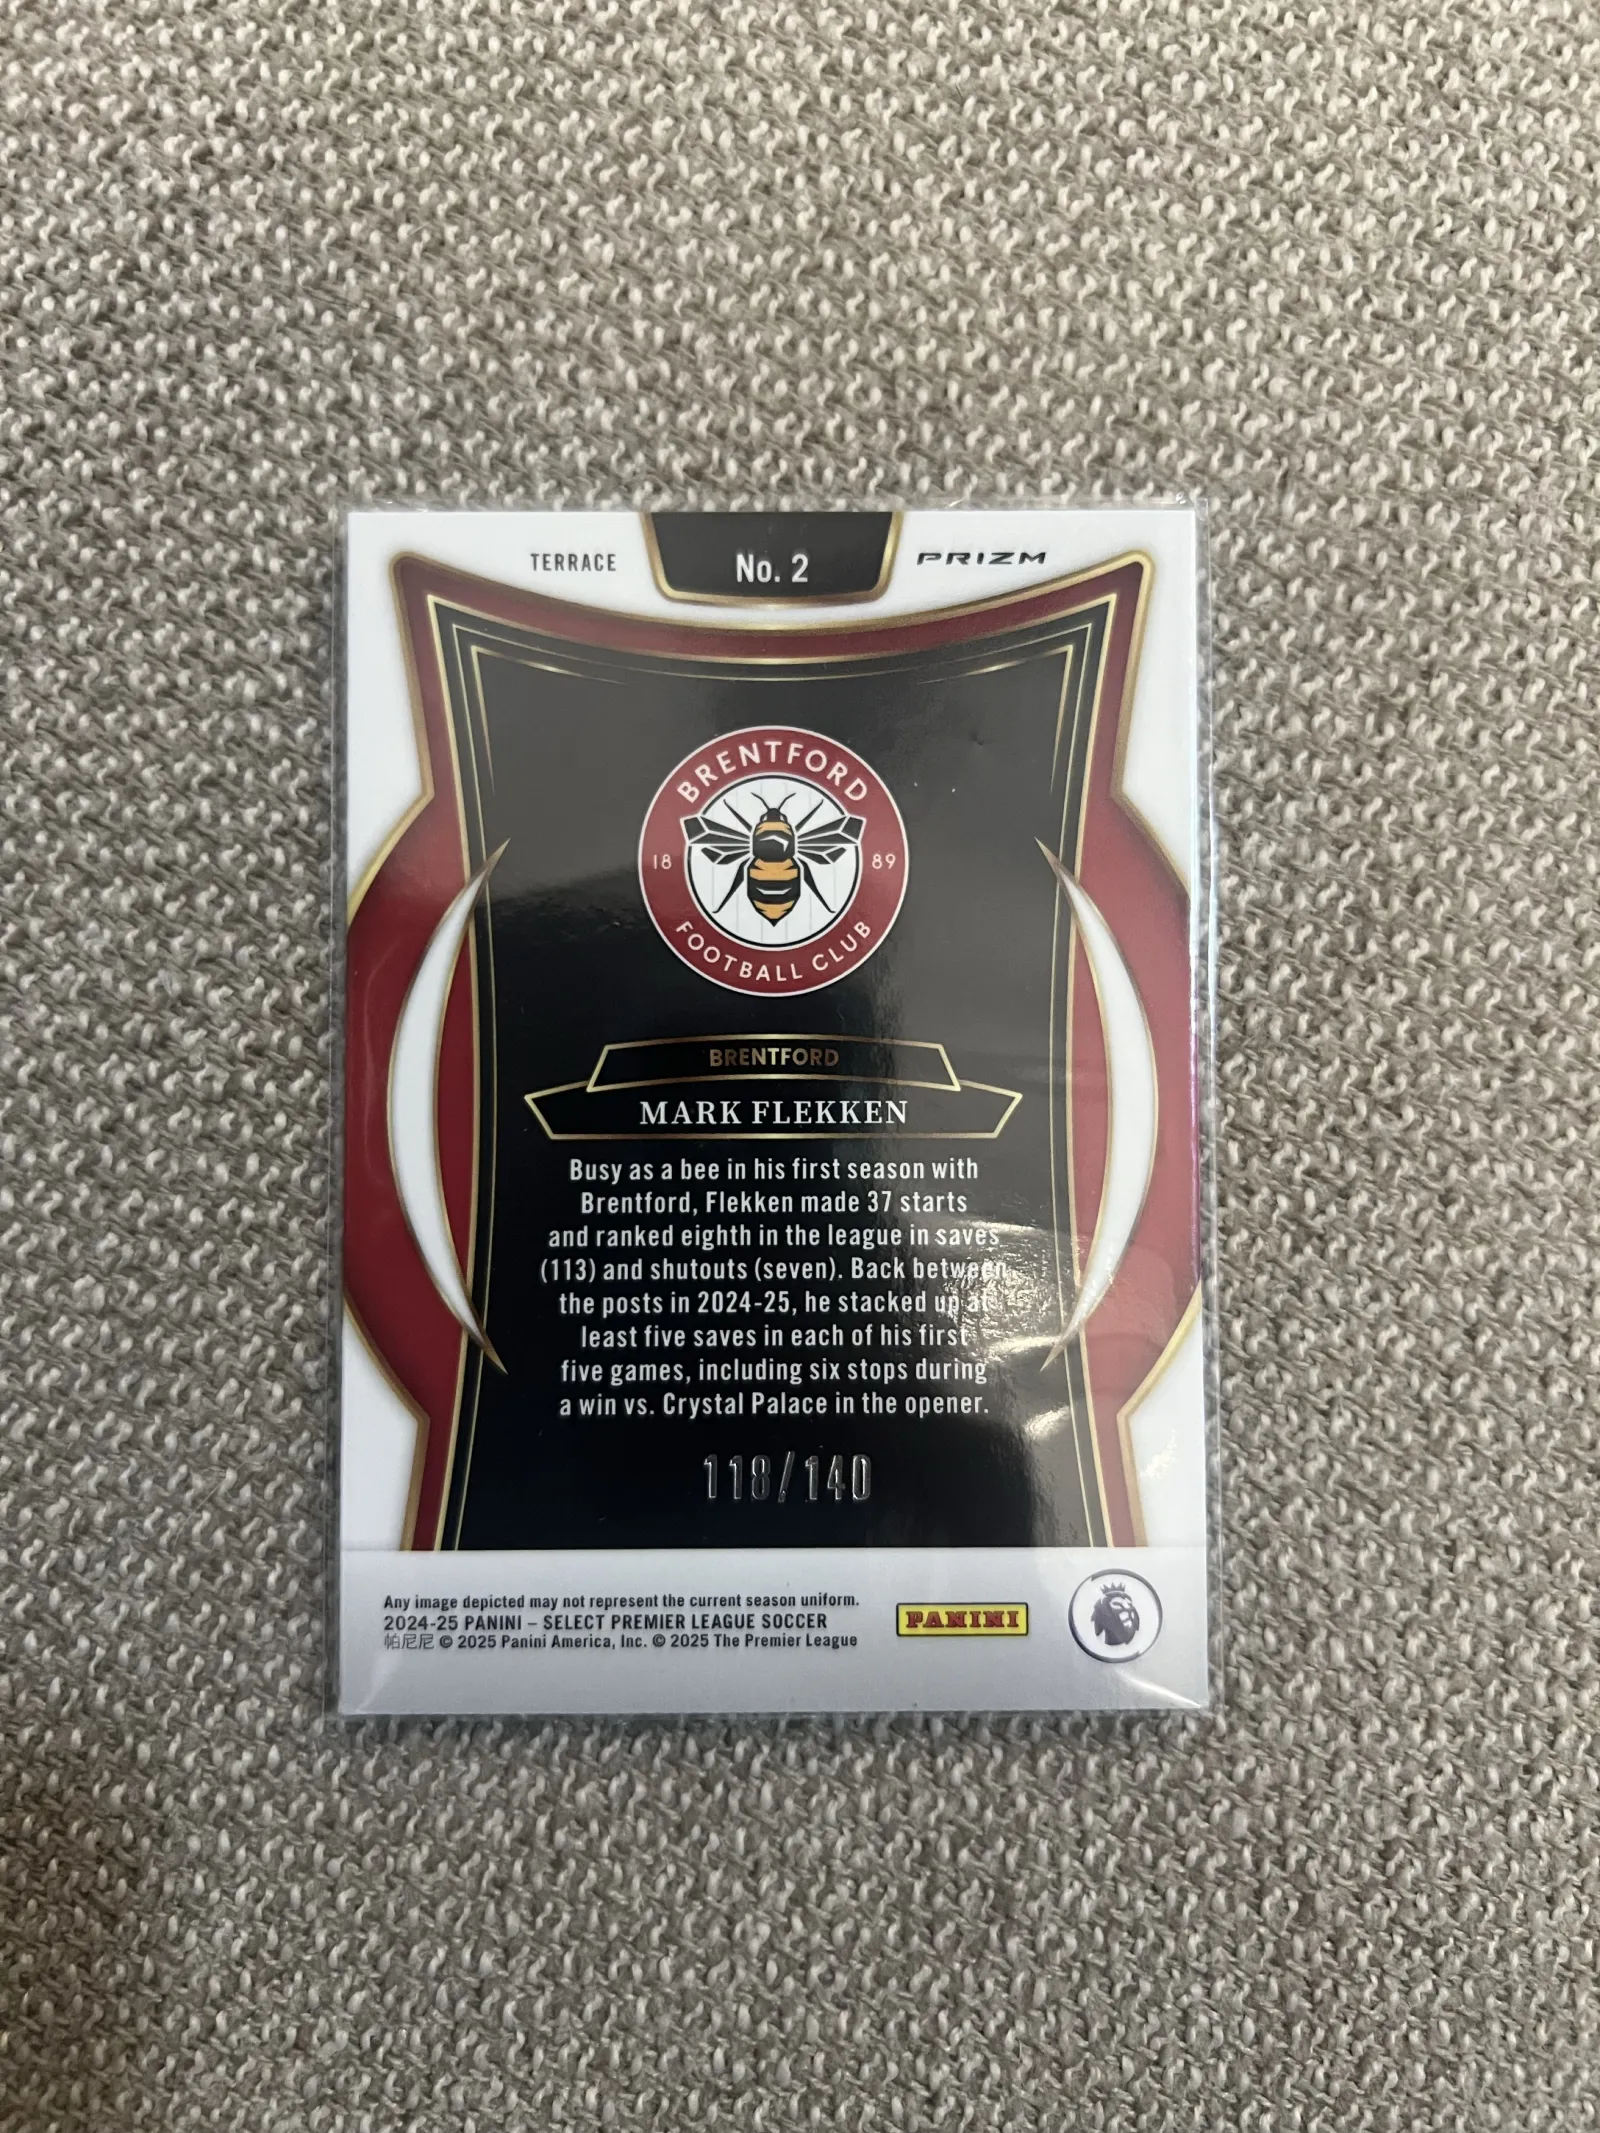 TERRACE
No. 2
PRIZM
BRENTFORD
18 89
FOOTBALL CLUB
BRENTFORD
MARK FLEKKEN
Busy as a bee in his first season with
Brentford, Flekken made 37 starts
and ranked eighth in the league in saves
(113) and shutouts (seven). Back between
the posts in 2024-25, he stacked up at
least five saves in each of his first
five games, including six stops during
a win vs. Crystal Palace in the opener.
118/140
Any image depicted may not represent the current season uniform.
2024-25 PANINI – SELECT PREMIER LEAGUE SOCCER
帕尼尼 © 2025 Panini America, Inc. © 2025 The Premier League
PANINI